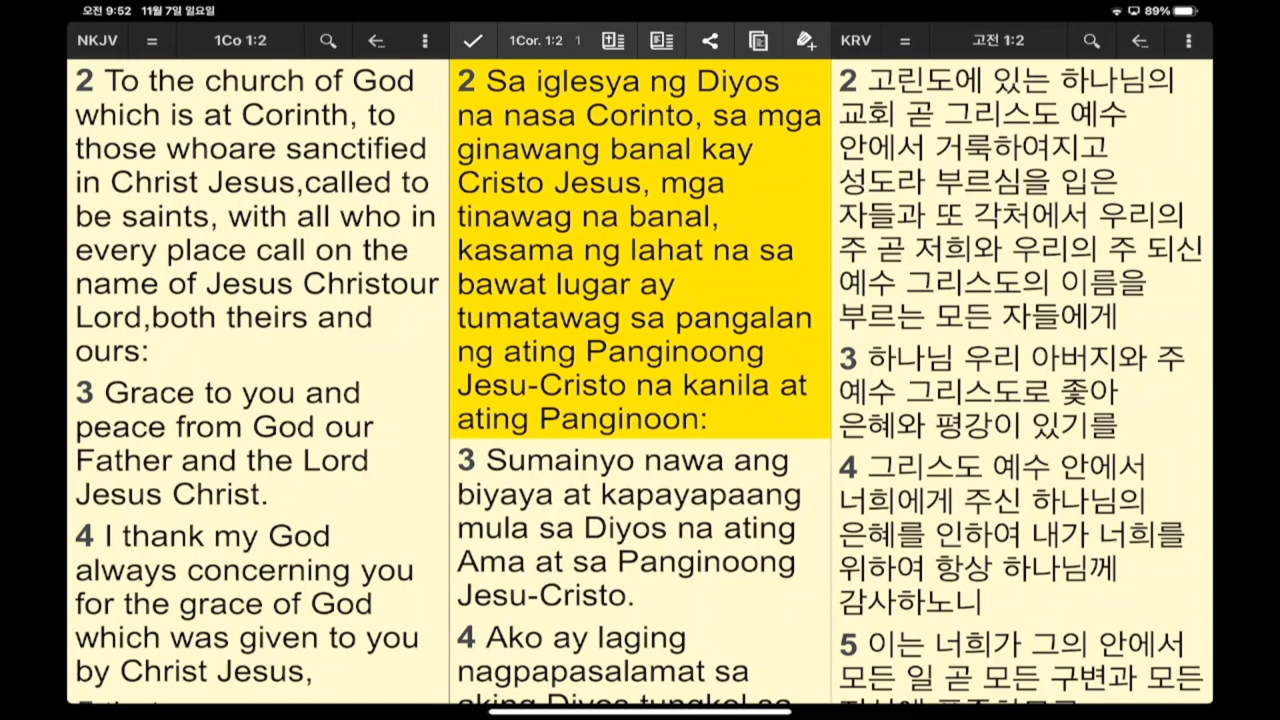 오전 9:52 11월 7일 일요일
89%
NKJV = 1Co 1:2
2 To the church of God
which is at Corinth, to
those whoare sanctified
in Christ Jesus,called to
be saints, with all who in
every place call on the
name of Jesus Christour
Lord,both theirs and
ours:
3 Grace to you and
peace from God our
Father and the Lord
Jesus Christ.
4 I thank my God
always concerning you
for the grace of God
which was given to you
by Christ Jesus,
1Cor. 1:2 1
2 Sa iglesya ng Diyos
na nasa Corinto, sa mga
ginawang banal kay
Cristo Jesus, mga
tinawag na banal,
kasama ng lahat na sa
bawat lugar ay
tumatawag sa pangalan
ng ating Panginoong
Jesu-Cristo na kanila at
ating Panginoon:
3 Sumainyo nawa ang
biyaya at kapayapaang
mula sa Diyos na ating
Ama at sa Panginoong
Jesu-Cristo.
4 Ako ay laging
nagpapasalamat sa
aking Diyos tungkol sa
KRV = 고전 1:2
2 고린도에 있는 하나님의
교회 곧 그리스도 예수
안에서 거룩하여지고
성도라 부르심을 입은
자들과 또 각처에서 우리의
주 곧 저희와 우리의 주 되신
예수 그리스도의 이름을
부르는 모든 자들에게
3 하나님 우리 아버지와 주
예수 그리스도로 좇아
은혜와 평강이 있기를
4 그리스도 예수 안에서
너희에게 주신 하나님의
은혜를 인하여 내가 너희를
위하여 항상 하나님께
감사하노니
5 이는 너희가 그의 안에서
모든 일 곧 모든 구변과 모든